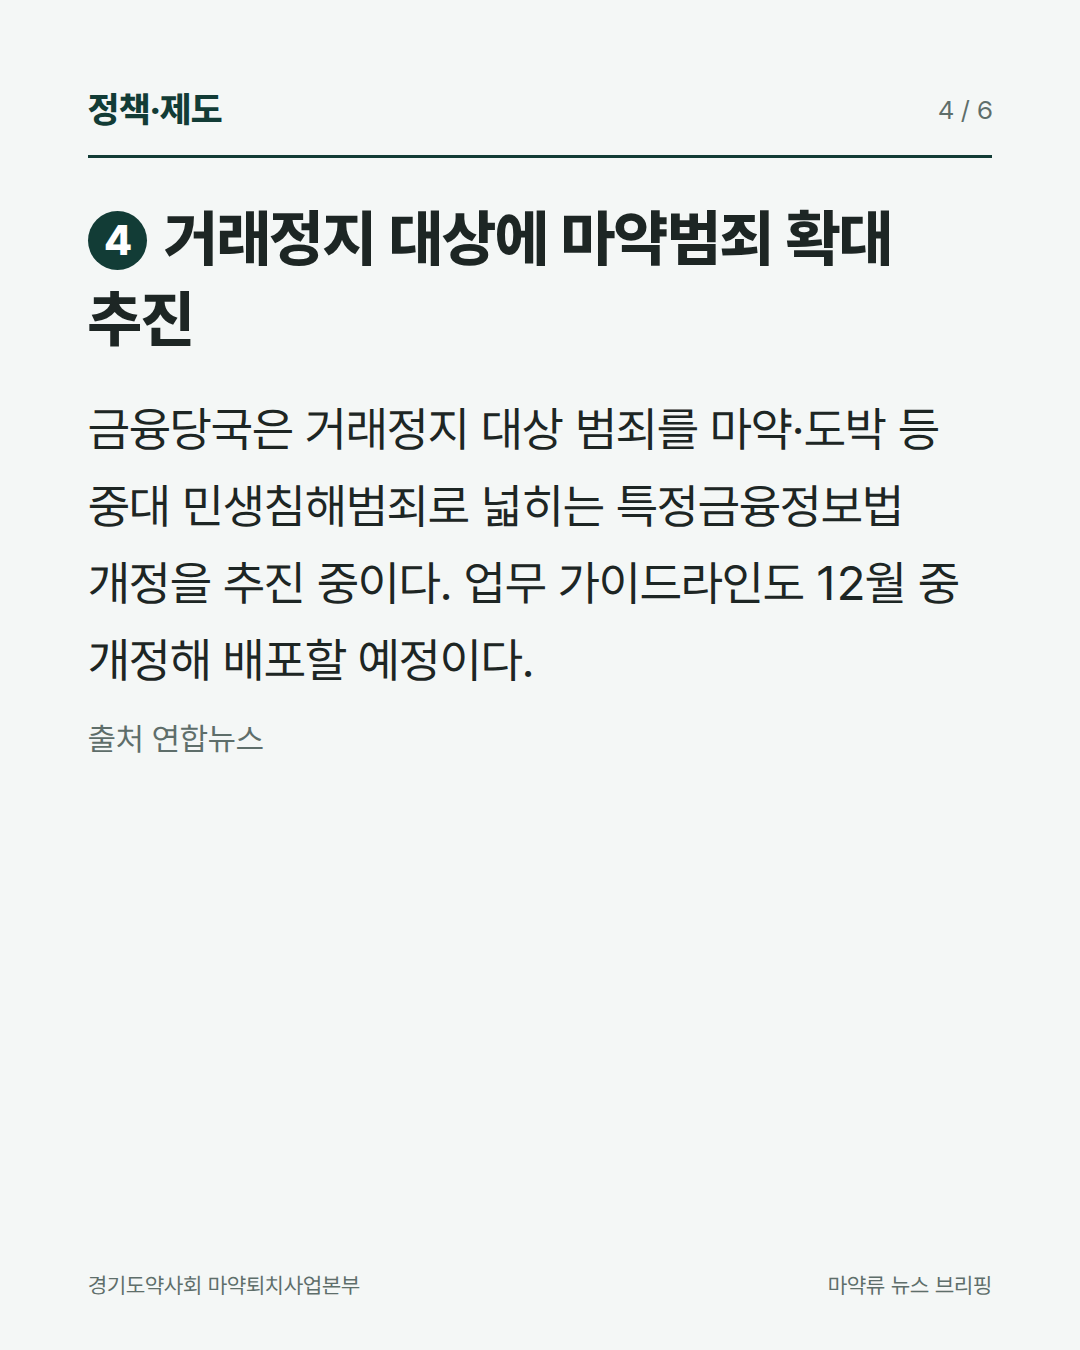 정책·제도
4 / 6
4 거래정지 대상에 마약범죄 확대
추진
금융당국은 거래정지 대상 범죄를 마약·도박 등
중대 민생침해범죄로 넓히는 특정금융정보법
개정을 추진 중이다. 업무 가이드라인도 12월 중
개정해 배포할 예정이다.
출처 연합뉴스
경기도약사회 마약퇴치사업본부
마약류 뉴스 브리핑